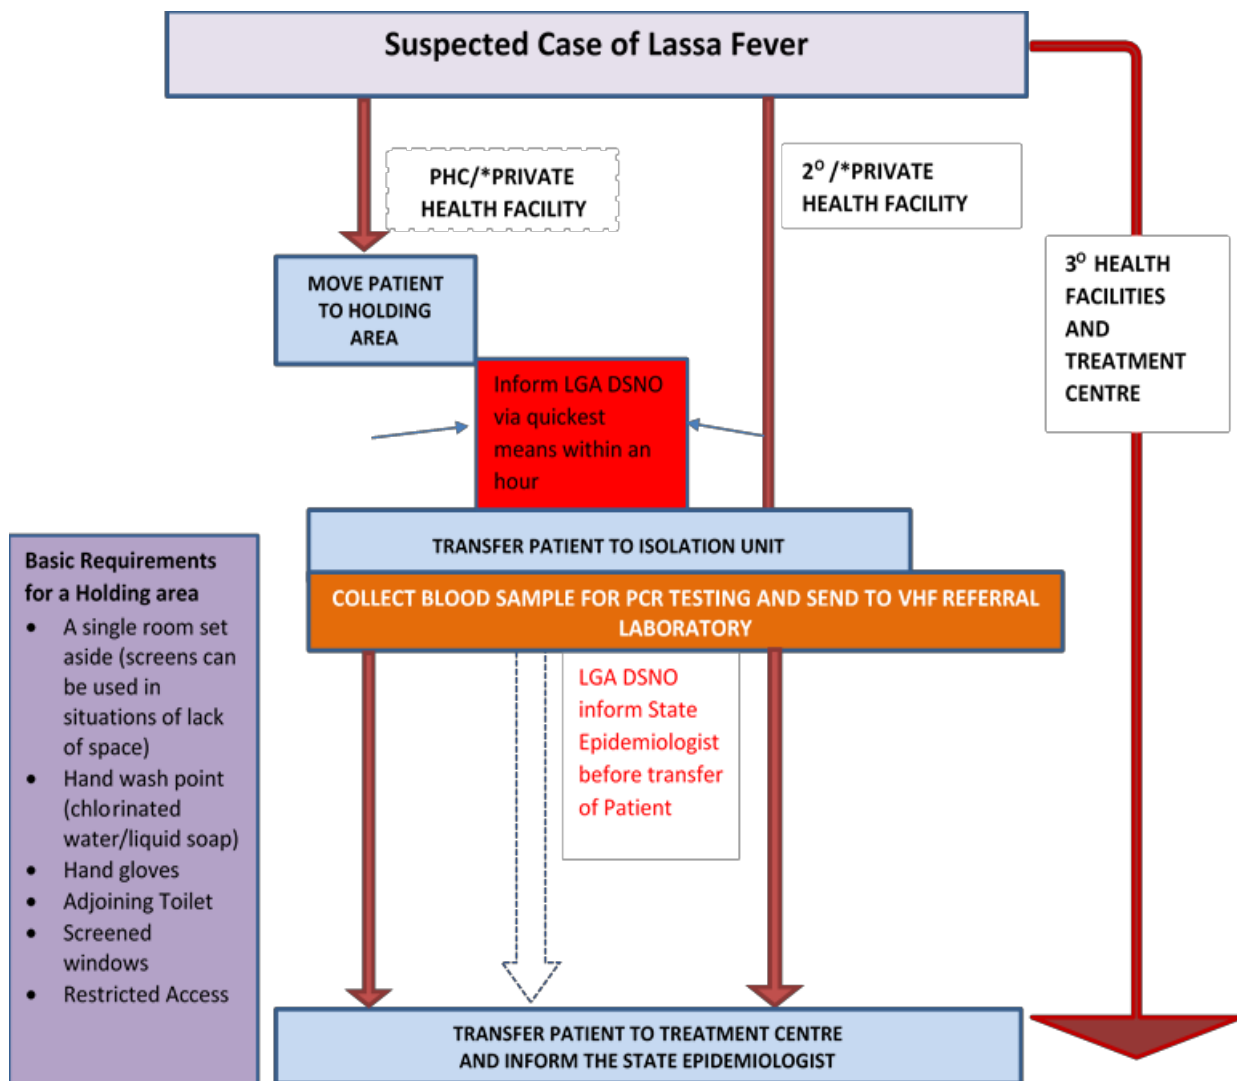 Suspected Case of Lassa Fever
PHC/*PRIVATE
HEALTH FACILITY
2⁰ /*PRIVATE
HEALTH FACILITY
3⁰ HEALTH
FACILITIES
AND
TREATMENT
CENTRE
MOVE PATIENT
TO HOLDING
AREA
Inform LGA DSNO
via quickest
means within an
hour
TRANSFER PATIENT TO ISOLATION UNIT
COLLECT BLOOD SAMPLE FOR PCR TESTING AND SEND TO VHF REFERRAL
LABORATORY
LGA DSNO
inform State
Epidemiologist
before transfer
of Patient
Basic Requirements
for a Holding area
• A single room set
aside (screens can
be used in
situations of lack
of space)
• Hand wash point
(chlorinated
water/liquid soap)
• Hand gloves
• Adjoining Toilet
• Screened
windows
• Restricted Access
TRANSFER PATIENT TO TREATMENT CENTRE
AND INFORM THE STATE EPIDEMIOLOGIST